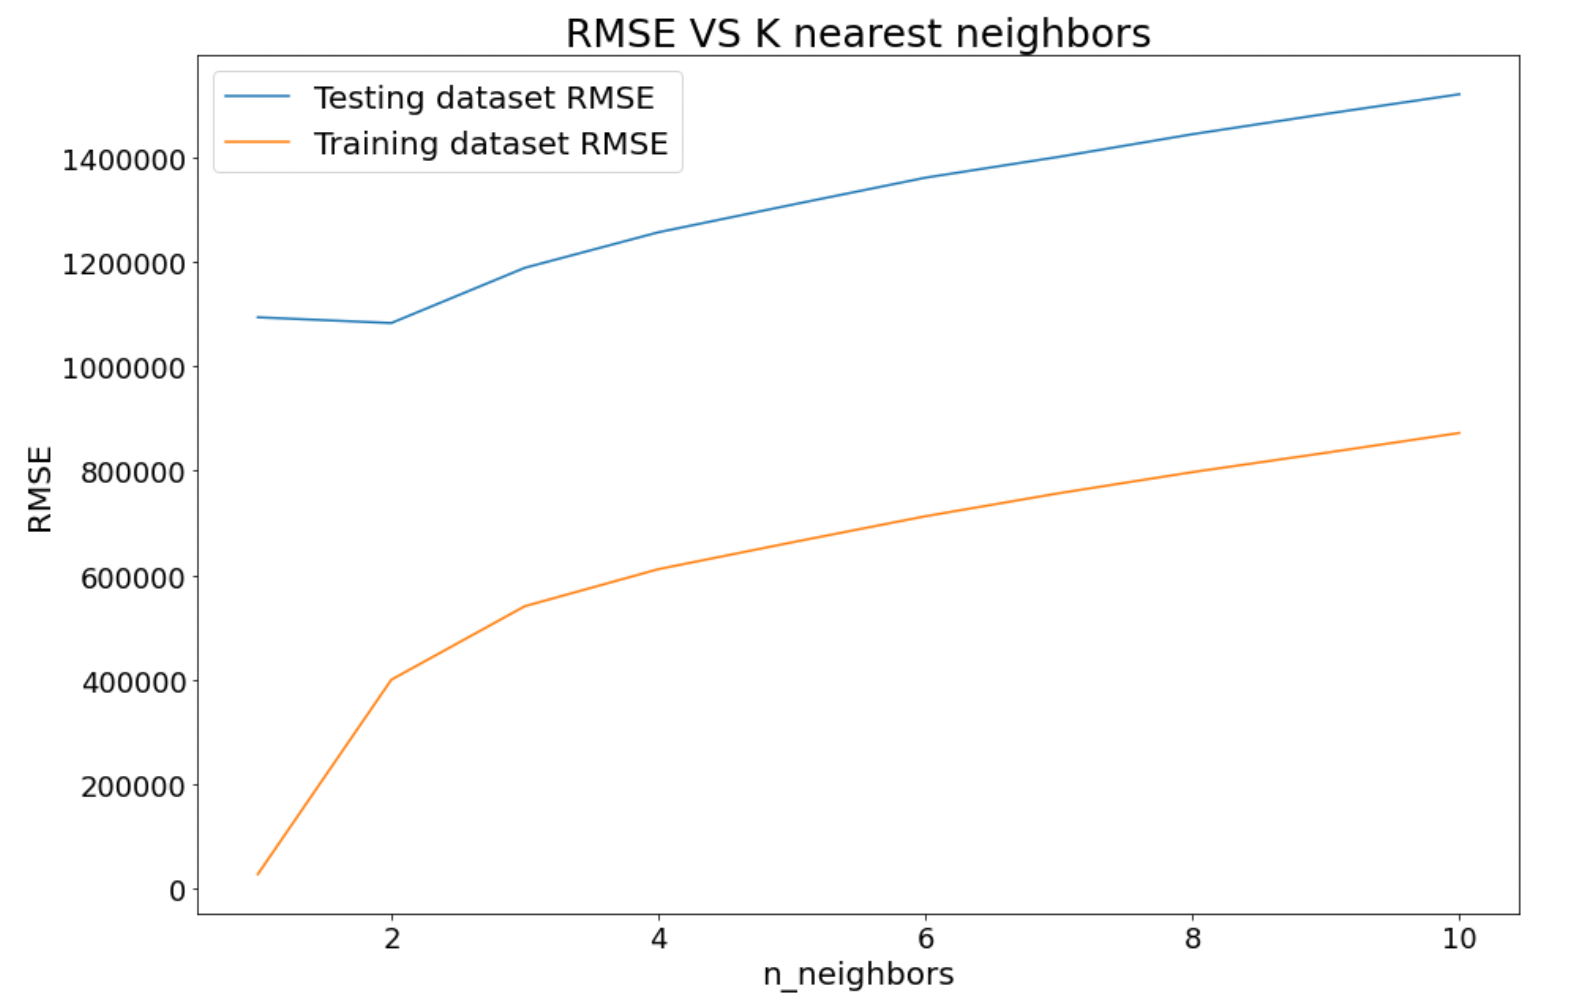 RMSE VS K nearest neighbors
Testing dataset RMSE
Training dataset RMSE
1400000
1200000
1000000
800000
600000
400000
200000
0
RMSE
2 4 6 8 10
n_neighbors